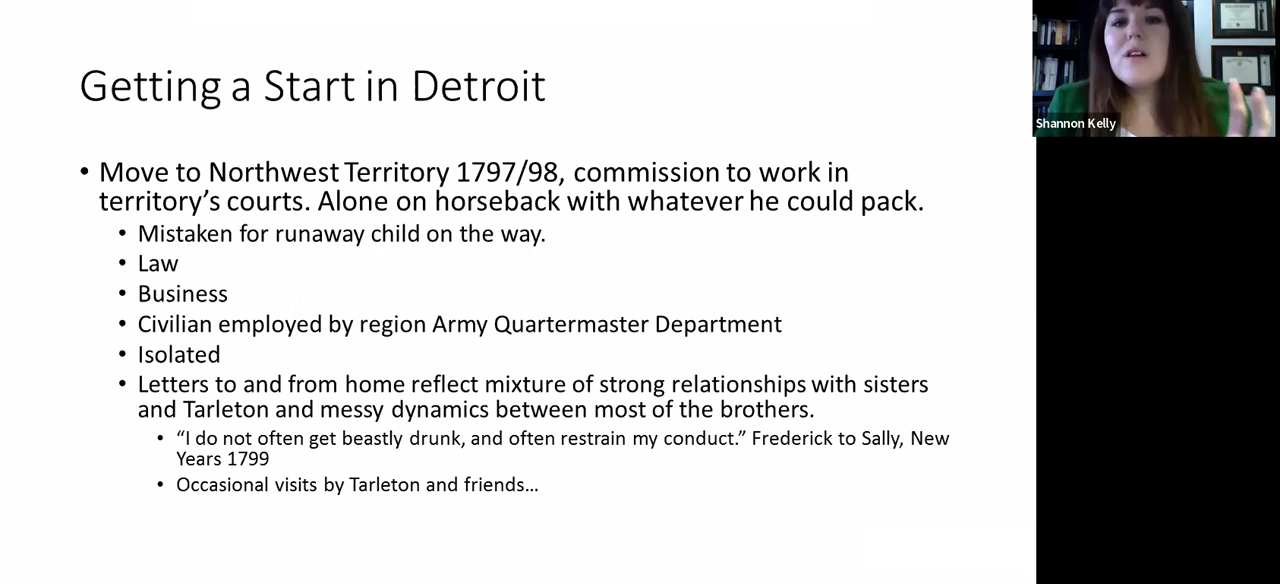 Getting a Start in Detroit
Shannon Kelly
• Move to Northwest Territory 1797/98, commission to work in
territory’s courts. Alone on horseback with whatever he could pack.
• Mistaken for runaway child on the way.
• Law
• Business
• Civilian employed by region Army Quartermaster Department
• Isolated
• Letters to and from home reflect mixture of strong relationships with sisters
and Tarleton and messy dynamics between most of the brothers.
• “I do not often get beastly drunk, and often restrain my conduct.” Frederick to Sally, New
Years 1799
• Occasional visits by Tarleton and friends…